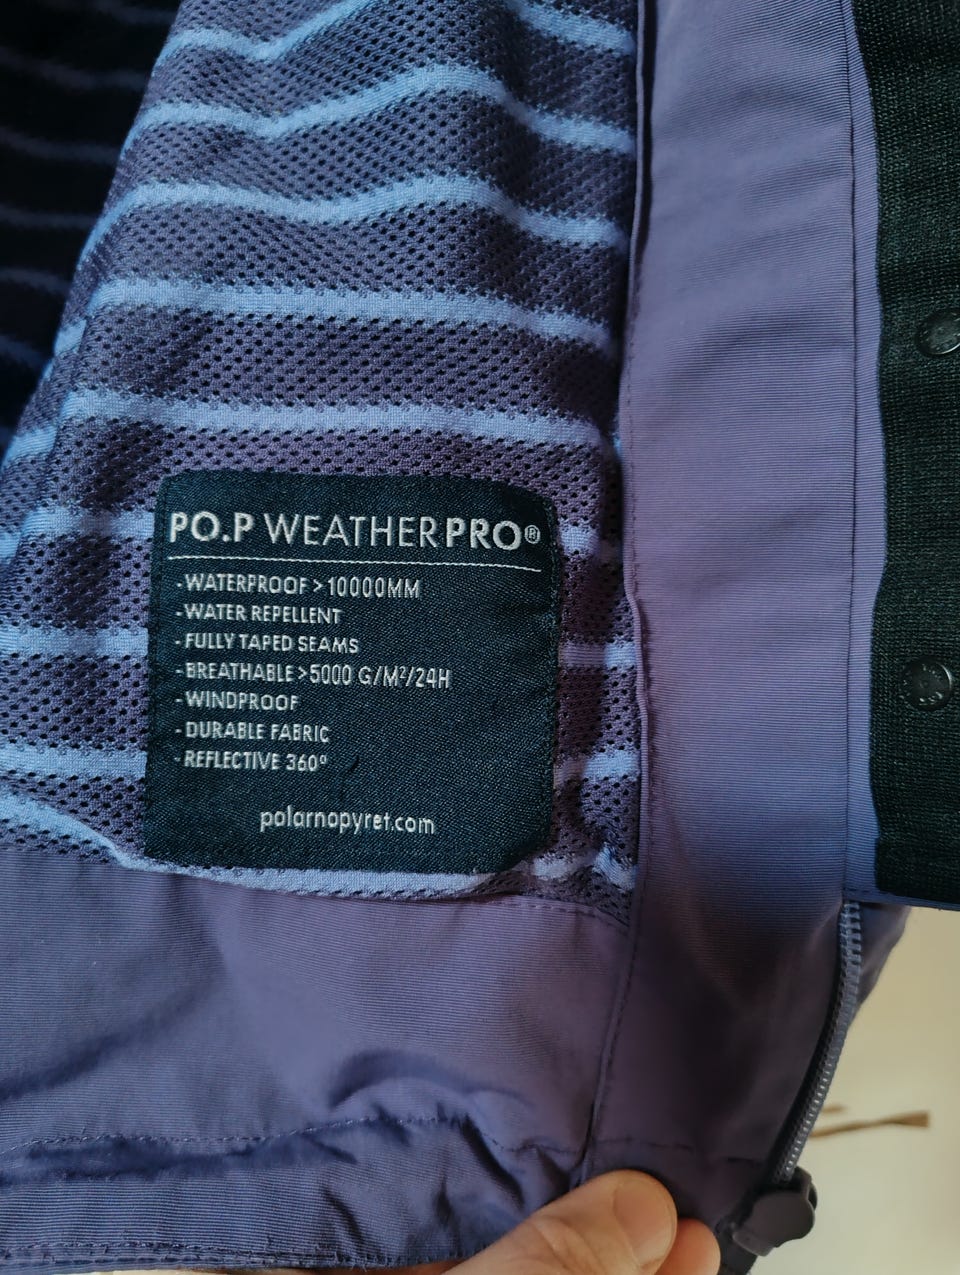 PO.P WEATHERPRO®
-WATERPROOF >10000MM
-WATER REPELLENT
-FULLY TAPED SEAMS
-BREATHABLE >5000 G/M²/24H
-WINDPROOF
-DURABLE FABRIC
-REFLECTIVE 360°
polarnopyret.com